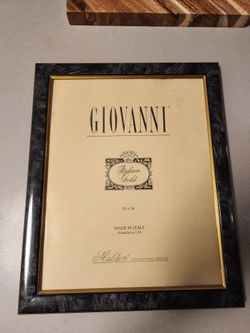 GIOVANNI
Italian
Gold
11 x 14
MADE IN ITALY
Malden